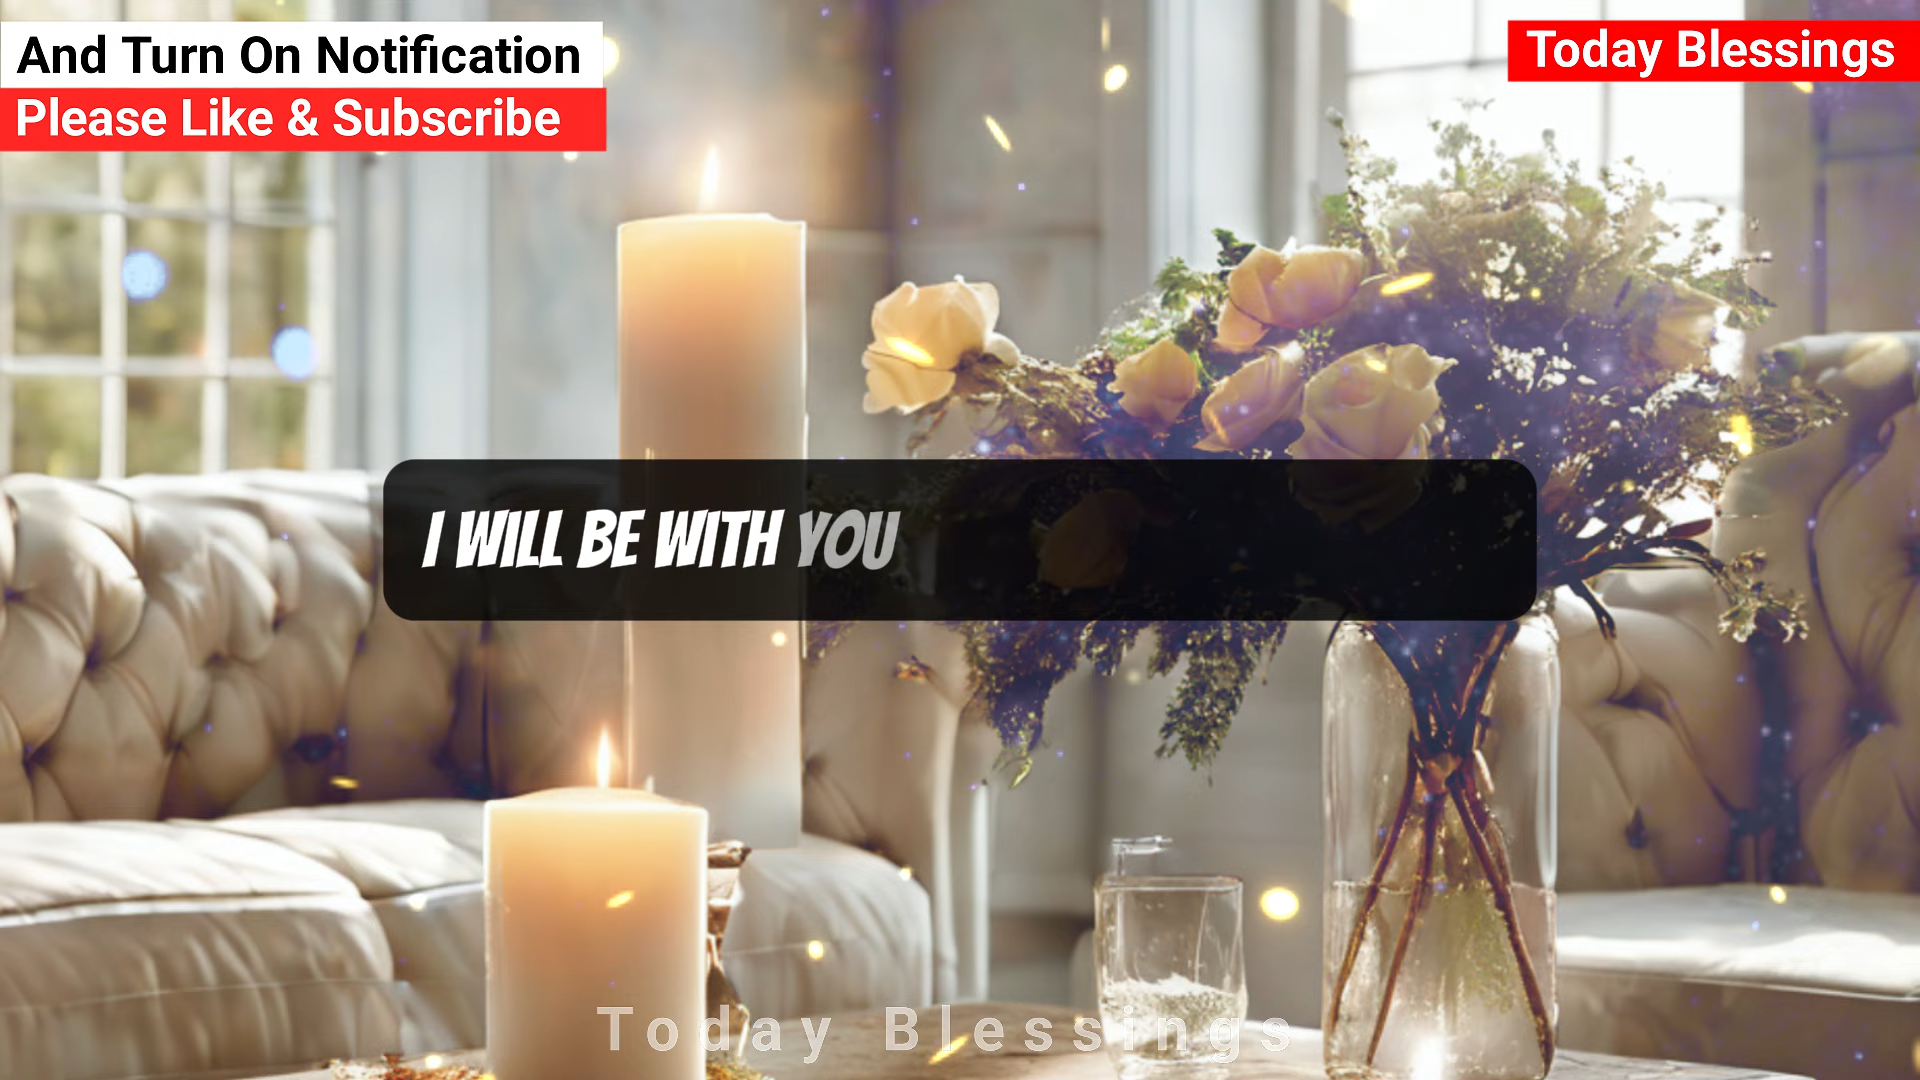 And Turn On Notification
Please Like & Subscribe
Today Blessings
I WILL BE WITH YOU
Today Blessings